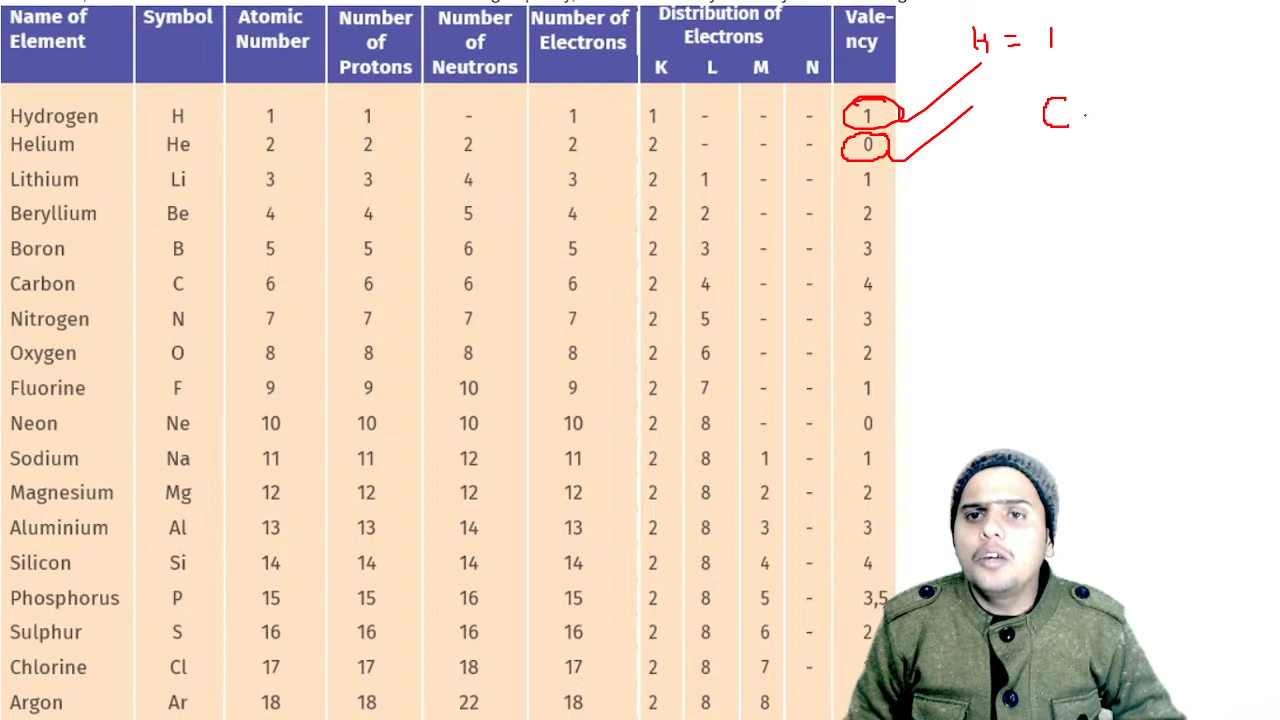 Name of Element Symbol Atomic Number Number of Protons Number of Neutrons Number of Electrons Distribution of Electrons K L M N Vale-ncy
Hydrogen H 1 1 - 1 1 - - - 1
Helium He 2 2 2 2 2 - - - 0
Lithium Li 3 3 4 3 2 1 - - 1
Beryllium Be 4 4 5 4 2 2 - - 2
Boron B 5 5 6 5 2 3 - - 3
Carbon C 6 6 6 6 2 4 - - 4
Nitrogen N 7 7 7 7 2 5 - - 3
Oxygen O 8 8 8 8 2 6 - - 2
Fluorine F 9 9 10 9 2 7 - - 1
Neon Ne 10 10 10 10 2 8 - - 0
Sodium Na 11 11 12 11 2 8 1 - 1
Magnesium Mg 12 12 12 12 2 8 2 - 2
Aluminium Al 13 13 14 13 2 8 3 - 3
Silicon Si 14 14 14 14 2 8 4 - 4
Phosphorus P 15 15 16 15 2 8 5 - 3,5
Sulphur S 16 16 16 16 2 8 6 - 2
Chlorine Cl 17 17 18 17 2 8 7 -
Argon Ar 18 18 22 18 2 8 8
= 1
C